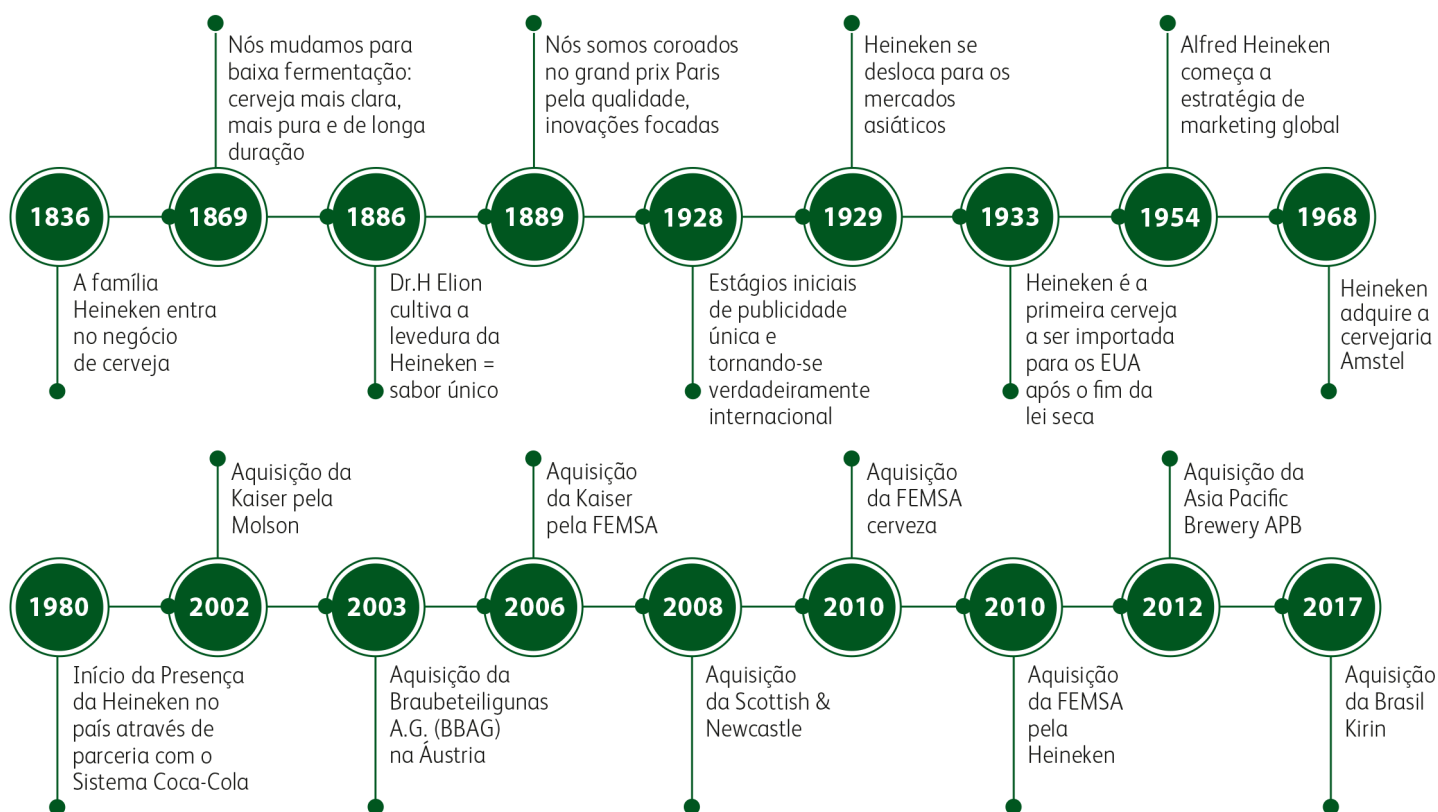 1836
A família
Heineken entra
no negócio
de cerveja
1869
Nós mudamos para
baixa fermentação:
cerveja mais clara,
mais pura e de longa
duração
1886
Dr.H Elion
cultiva a
levedura da
Heineken =
sabor único
1889
Nós somos coroados
no grand prix Paris
pela qualidade,
inovações focadas
1928
Estágios iniciais
de publicidade
única e
tornando-se
verdadeiramente
internacional
1929
Heineken se
desloca para os
mercados
asiáticos
1933
Heineken é a
primeira cerveja
a ser importada
para os EUA
após o fim da
lei seca
1954
Alfred Heineken
começa a
estratégia de
marketing global
1968
Heineken
adquire a
cervejaria
Amstel
1980
Início da Presença
da Heineken no
país através de
parceria com o
Sistema Coca-Cola
2002
Aquisição da
Kaiser pela
Molson
2003
Aquisição da
Braubeteiligunas
A.G. (BBAG)
na Áustria
2006
Aquisição
da Kaiser
pela FEMSA
2008
Aquisição
da Scottish &
Newcastle
2010
Aquisição
da FEMSA
cerveza
2010
Aquisição
da FEMSA
pela
Heineken
2012
Aquisição da
Asia Pacific
Brewery APB
2017
Aquisição
da Brasil
Kirin